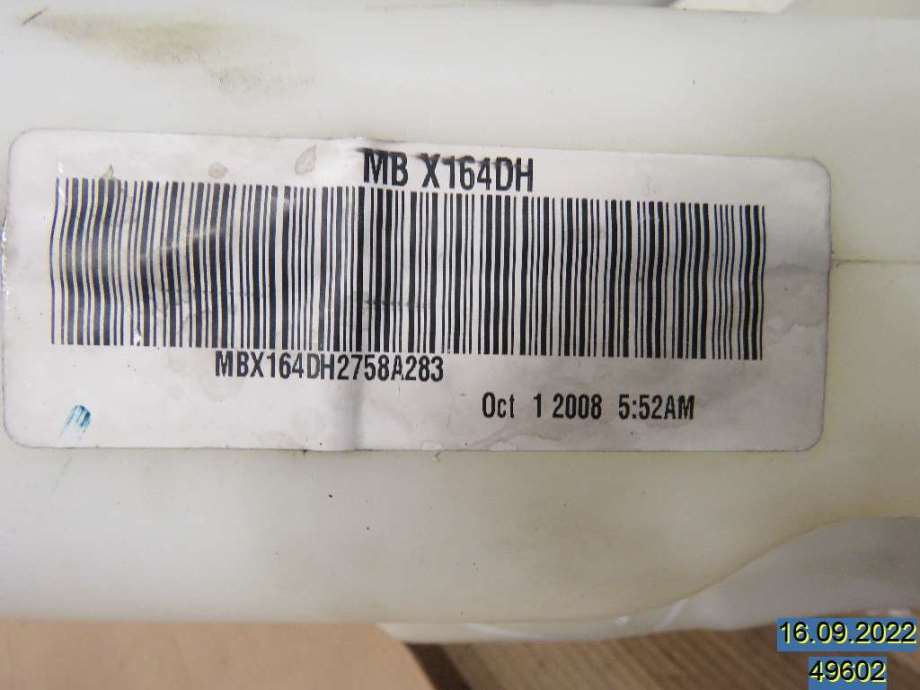 MB X164DH
MBX164DH2758A283
Oct 1 2008 5:52AM
16.09.2022
49602